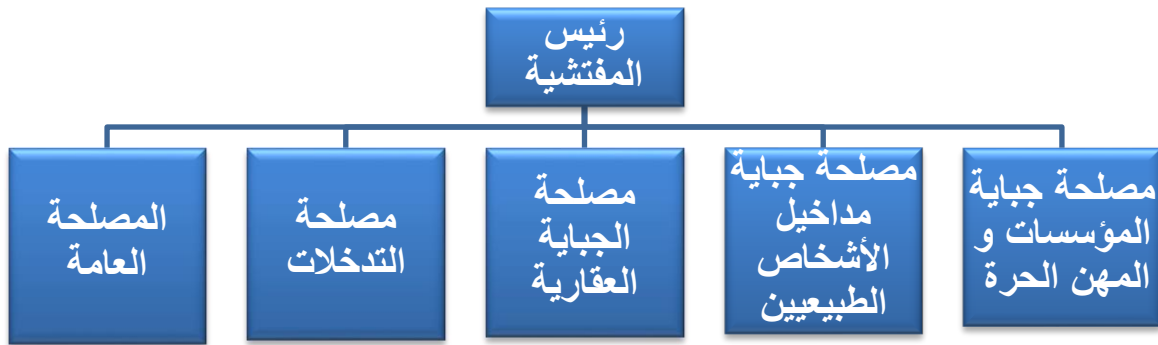 رئيس
المفتشية
مصلحة جباية
المؤسسات و
المهن الحرة
مصلحة جباية
مداخيل
الأشخاص
الطبيعيين
مصلحة
الجباية
العقارية
مصلحة
التدخلات
المصلحة
العامة